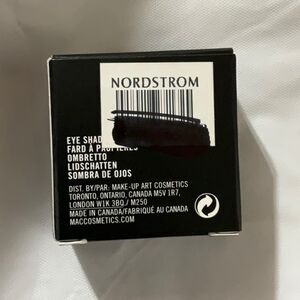 NORDSTROM
EYE SHAD
FARD À PAUPIÈRES
OMBRETTO
LIDSCHATTEN
SOMBRA DE OJOS
DIST. BY/PAR: MAKE-UP ART COSMETICS
TORONTO, ONTARIO, CANADA M5V 1R7,
LONDON W1K 3BQ / M250
MADE IN CANADA/FABRIQUÉ AU CANADA
MACCOSMETICS.COM